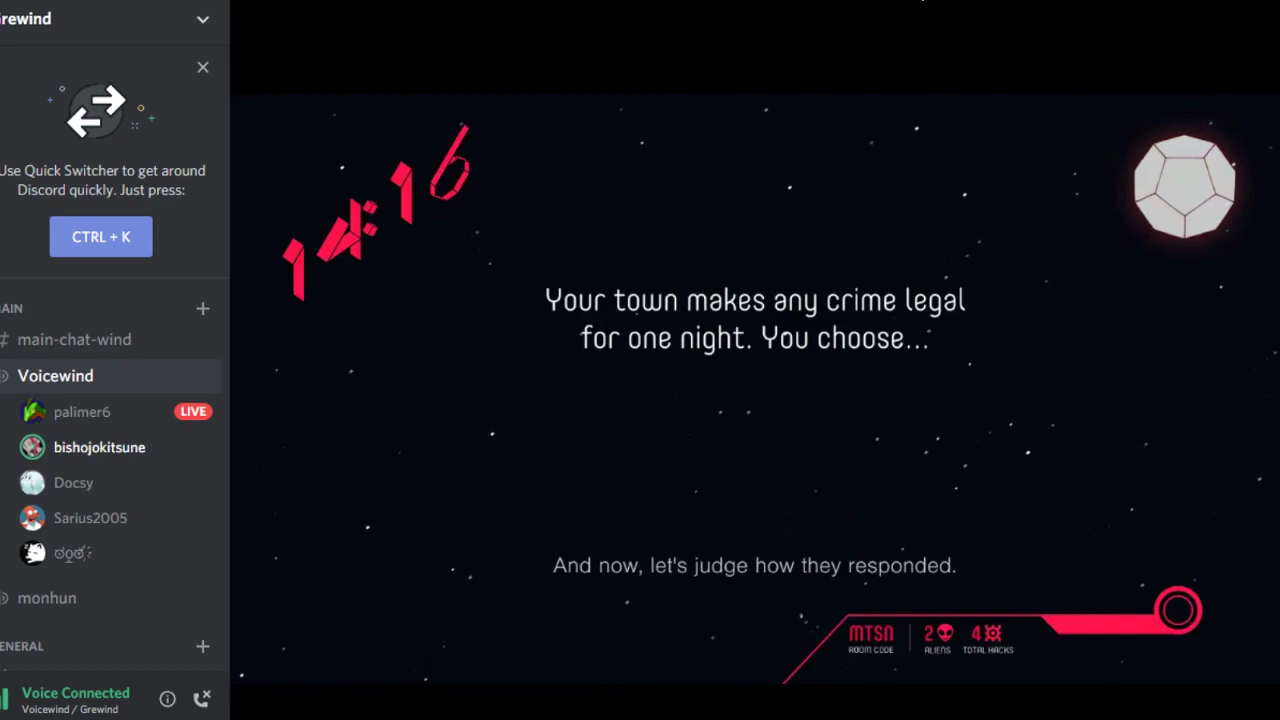 rewind
Use Quick Switcher to get around
Discord quickly. Just press:
CTRL + K
AIN
main-chat-wind
Voicewind
palimer6
LIVE
bishojokitsune
Docsy
Sarius2005
monhun
ENERAL
Voice Connected
Voicewind / Grewind
14:16
Your town makes any crime legal
for one night. You choose...
And now, let's judge how they responded.
MTSN
ROOM CODE
2
ALIENS
4
TOTAL HACKS